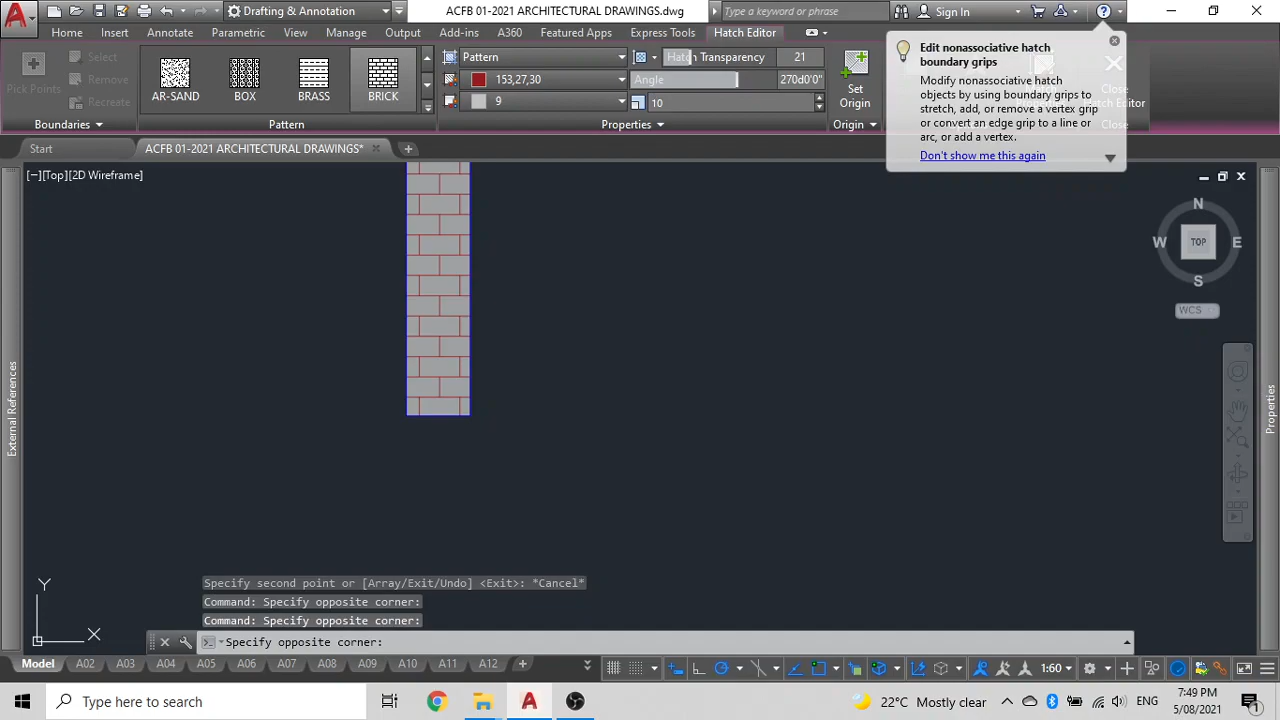 Drafting & Annotation
ACFB 01-2021 ARCHITECTURAL DRAWINGS.dwg
Type a keyword or phrase
Sign In
Home Insert Annotate Parametric View Manage Output Add-ins A360 Featured Apps Express Tools Hatch Editor
Edit nonassociative hatch
boundary grips
Modify nonassociative hatch
objects by using boundary grips to
stretch, add, or remove a vertex grip
or convert an edge grip to a line or
arc, or add a vertex.
Don't show me this again
Pick Points
Select
Remove
Recreate
Boundaries
AR-SAND BOX BRASS BRICK
Pattern
Pattern
153,27,30
9
Hatch Transparency 21
Angle 270d0'0"
10
Properties
Set
Origin
Origin
Match
Properties
Close
Hatch Editor
Close
Start
ACFB 01-2021 ARCHITECTURAL DRAWINGS*
[−][Top][2D Wireframe]
N
W TOP E
S
WCS
External References
Properties
Y
X
Specify second point or [Array/Exit/Undo] <Exit>: *Cancel*
Command: Specify opposite corner:
Command: Specify opposite corner:
Specify opposite corner:
Model A02 A03 A04 A05 A06 A07 A08 A09 A10 A11 A12
1:60
Type here to search
22°C Mostly clear
ENG
7:49 PM
5/08/2021
1